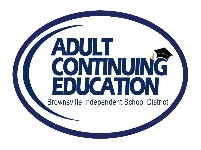 ADULT
CONTINUING
EDUCATION
Brownsville Independent School District